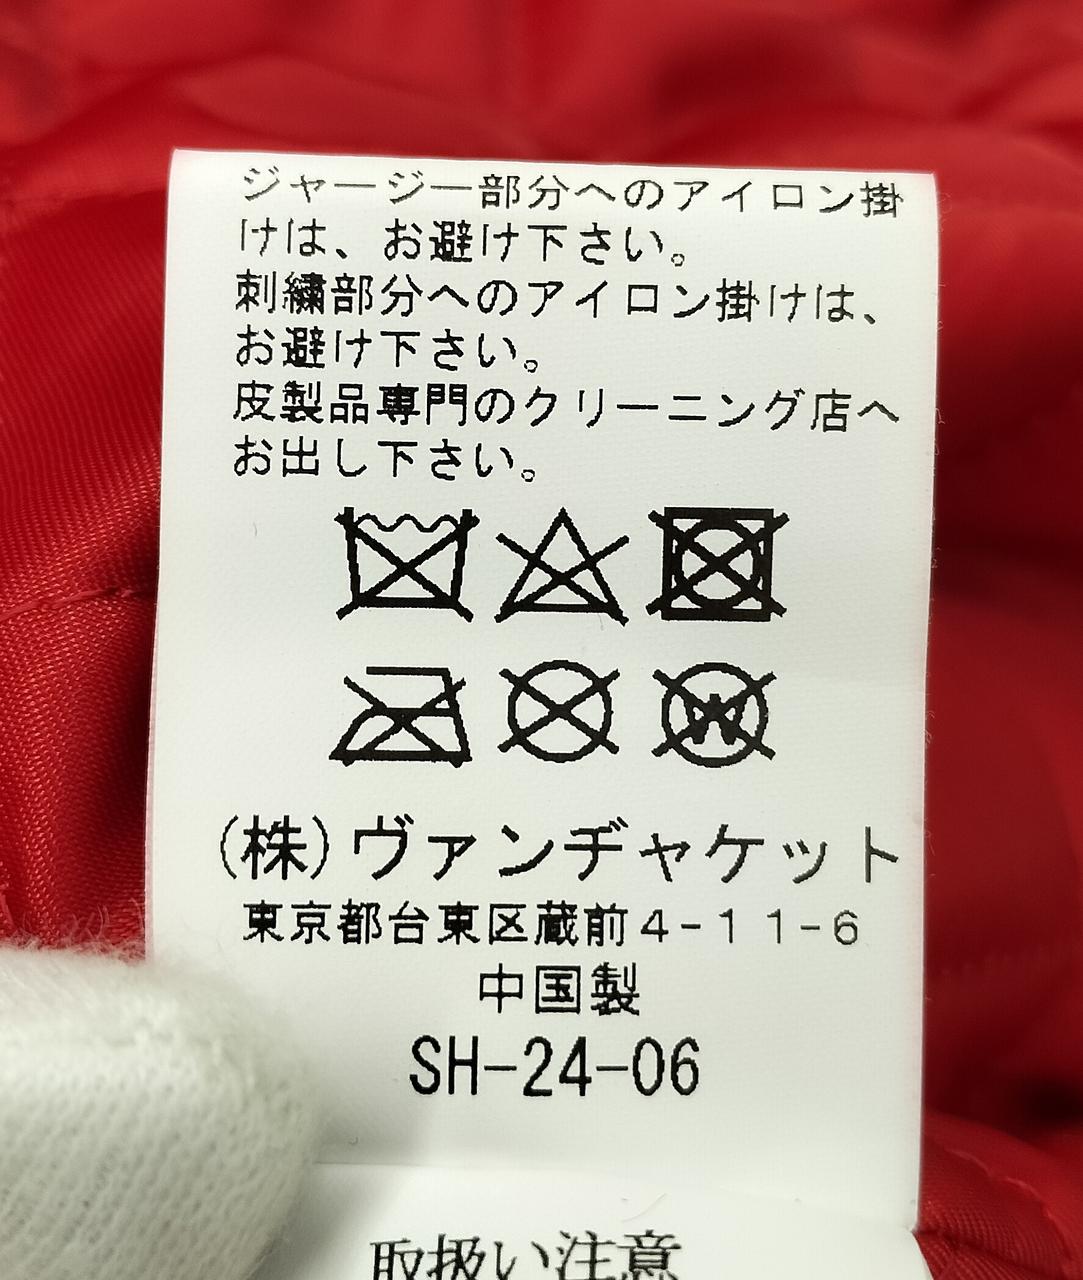 ジャージー部分へのアイロン掛
けは、お避け下さい。
刺繍部分へのアイロン掛けは、
お避け下さい。
皮製品専門のクリーニング店へ
お出し下さい。
W
(株)ヴァンヂャケット
東京都台東区蔵前4-11-6
中国製
SH-24-06
取扱い注意